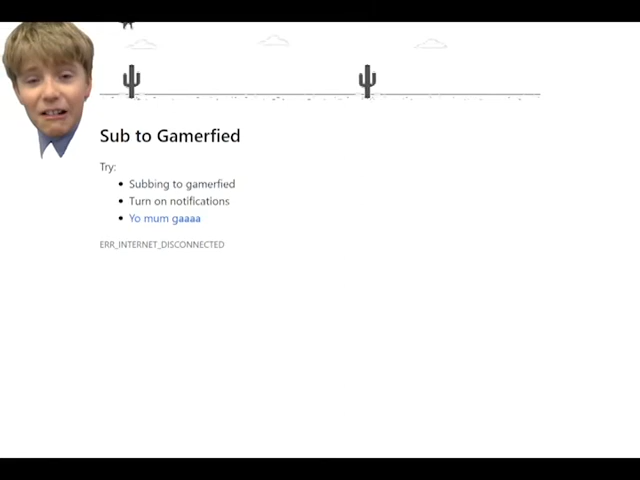 Sub to Gamerfied
Try:
Subbing to gamerfied
Turn on notifications
Yo mum gaaaa
ERR_INTERNET_DISCONNECTED